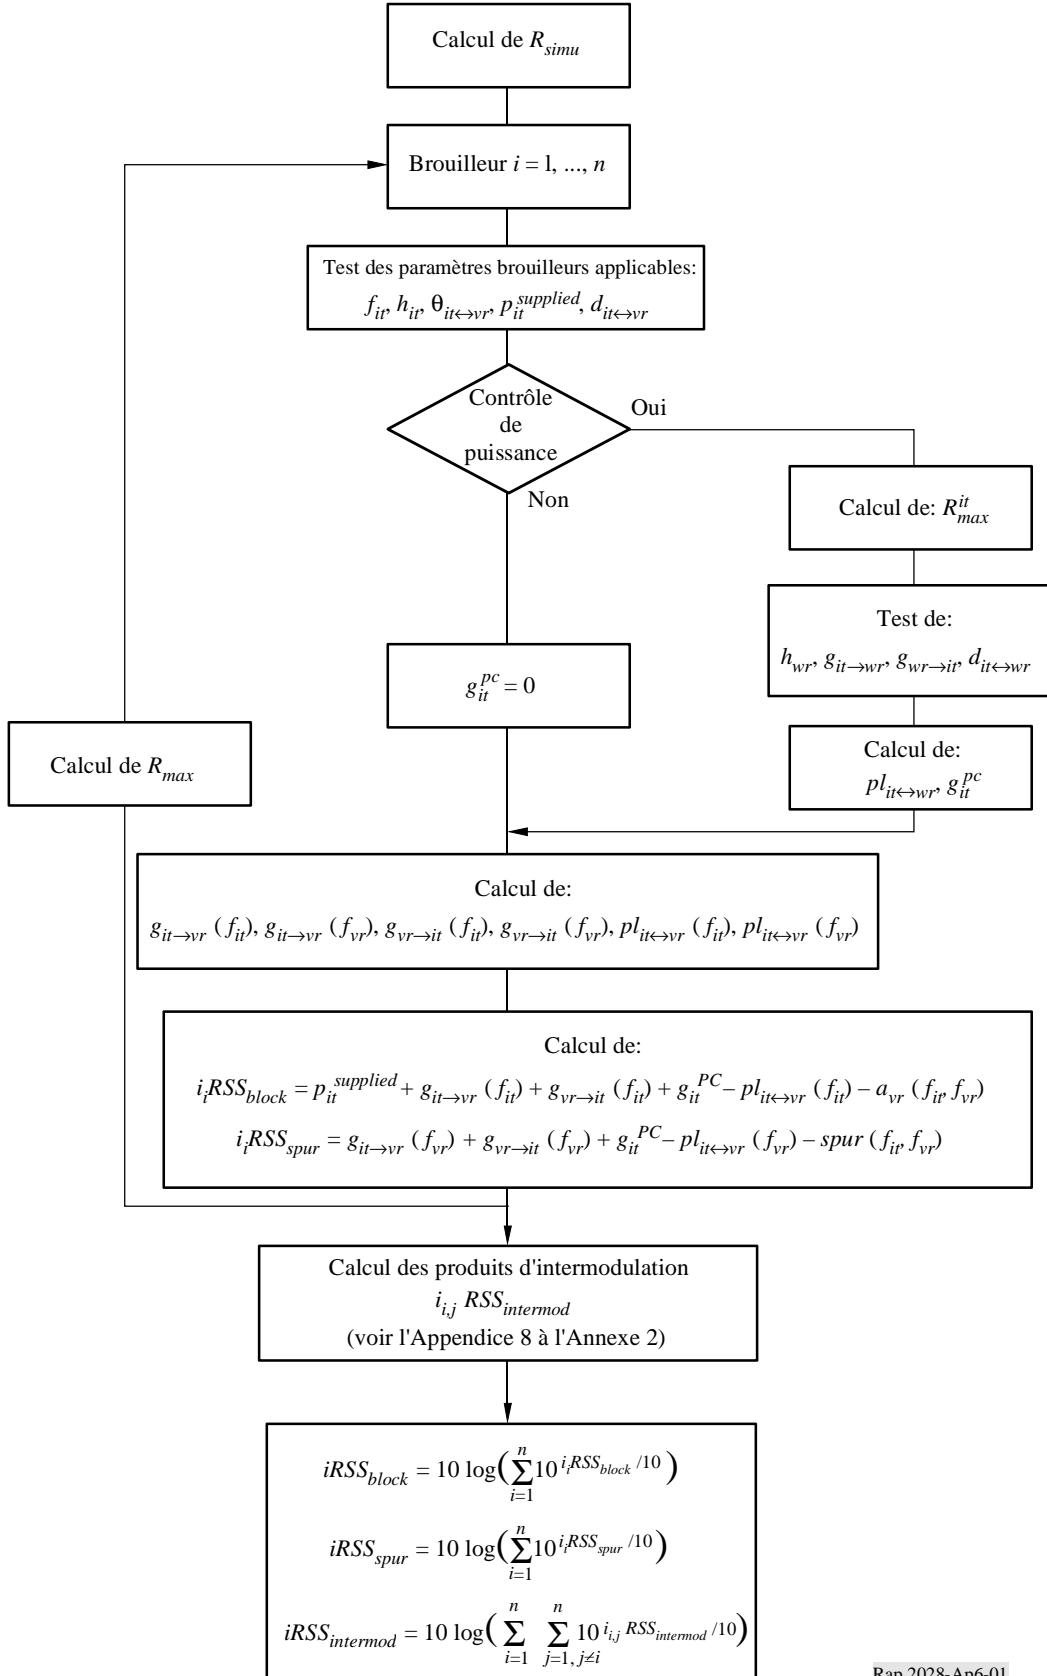 Calcul de R_simu
Brouilleur i = l, ..., n
Test des paramètres brouilleurs applicables:
f_it, h_it, θ_it↔vr, p_it^supplied, d_it↔vr
Contrôle
de
puissance
Oui
Non
Calcul de: R_max^it
Test de:
h_wr, g_it→wr, g_wr→it, d_it↔wr
g_it^pc = 0
Calcul de R_max
Calcul de:
pl_it↔wr, g_it^pc
Calcul de:
g_it→vr (f_it), g_it→vr (f_vr), g_vr→it (f_it), g_vr→it (f_vr), pl_it↔vr (f_it), pl_it↔vr (f_vr)
Calcul de:
i_iRSS_block = p_it^supplied + g_it→vr (f_it) + g_vr→it (f_it) + g_it^PC – pl_it↔vr (f_it) – a_vr (f_it, f_vr)
i_iRSS_spur = g_it→vr (f_vr) + g_vr→it (f_vr) + g_it^PC – pl_it↔vr (f_vr) – spur (f_it, f_vr)
Calcul des produits d'intermodulation
i_i,j RSS_intermod
(voir l'Appendice 8 à l'Annexe 2)
iRSS_block = 10 log(∑_{i=1}^{n} 10^{i_iRSS_block /10})
iRSS_spur = 10 log(∑_{i=1}^{n} 10^{i_iRSS_spur /10})
iRSS_intermod = 10 log(∑_{i=1}^{n} ∑_{j=1, j≠i}^{n} 10^{i_i,j RSS_intermod /10})
Rap 2028-Ap6-01